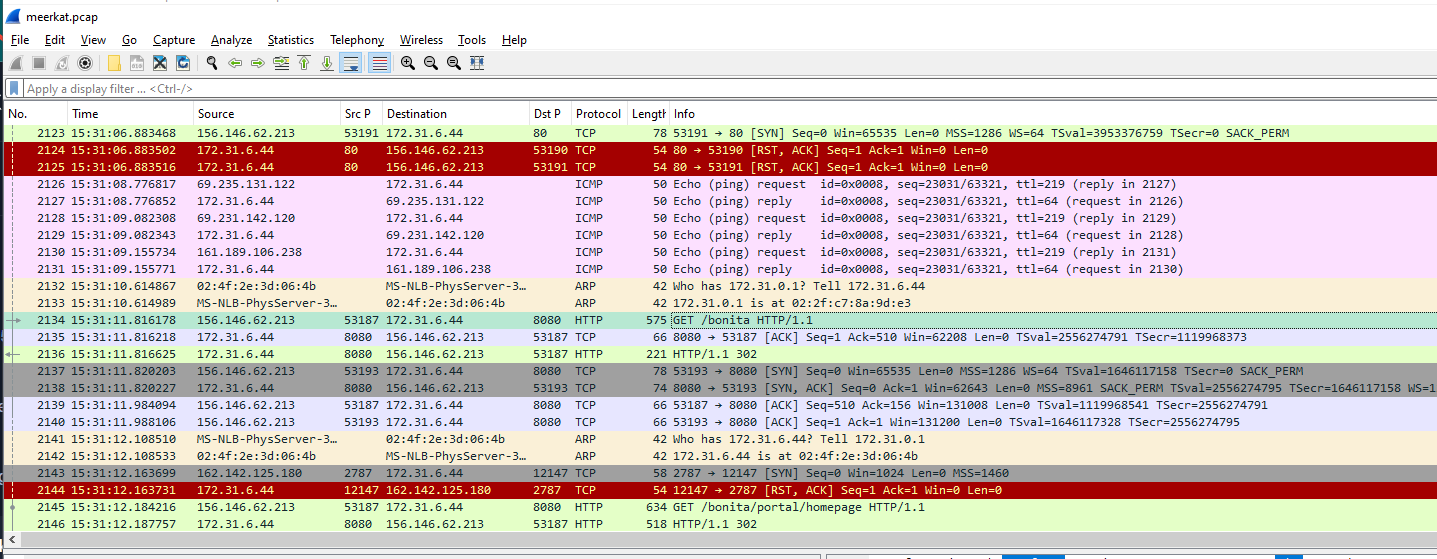 meerkat.pcap
File Edit View Go Capture Analyze Statistics Telephony Wireless Tools Help
Apply a display filter ... <Ctrl-/>
No. Time Source Src P Destination Dst P Protocol Length Info
2123 15:31:06.883468 156.146.62.213 53191 172.31.6.44 80 TCP 78 53191 → 80 [SYN] Seq=0 Win=65535 Len=0 MSS=1286 WS=64 TSval=3953376759 TSecr=0 SACK_PERM
2124 15:31:06.883502 172.31.6.44 80 156.146.62.213 53190 TCP 54 80 → 53190 [RST, ACK] Seq=1 Ack=1 Win=0 Len=0
2125 15:31:06.883516 172.31.6.44 80 156.146.62.213 53191 TCP 54 80 → 53191 [RST, ACK] Seq=1 Ack=1 Win=0 Len=0
2126 15:31:08.776817 69.235.131.122 172.31.6.44 ICMP 50 Echo (ping) request id=0x0008, seq=23031/63321, ttl=219 (reply in 2127)
2127 15:31:08.776852 172.31.6.44 69.235.131.122 ICMP 50 Echo (ping) reply id=0x0008, seq=23031/63321, ttl=64 (request in 2126)
2128 15:31:09.082308 69.231.142.120 172.31.6.44 ICMP 50 Echo (ping) request id=0x0008, seq=23031/63321, ttl=219 (reply in 2129)
2129 15:31:09.082343 172.31.6.44 69.231.142.120 ICMP 50 Echo (ping) reply id=0x0008, seq=23031/63321, ttl=64 (request in 2128)
2130 15:31:09.155734 161.189.106.238 172.31.6.44 ICMP 50 Echo (ping) request id=0x0008, seq=23031/63321, ttl=219 (reply in 2131)
2131 15:31:09.155771 172.31.6.44 161.189.106.238 ICMP 50 Echo (ping) reply id=0x0008, seq=23031/63321, ttl=64 (request in 2130)
2132 15:31:10.614867 02:4f:2e:3d:06:4b MS-NLB-PhysServer-3… ARP 42 Who has 172.31.0.1? Tell 172.31.6.44
2133 15:31:10.614989 MS-NLB-PhysServer-3… 02:4f:2e:3d:06:4b ARP 42 172.31.0.1 is at 02:2f:c7:8a:9d:e3
2134 15:31:11.816178 156.146.62.213 53187 172.31.6.44 8080 HTTP 575 GET /bonita HTTP/1.1
2135 15:31:11.816218 172.31.6.44 8080 156.146.62.213 53187 TCP 66 8080 → 53187 [ACK] Seq=1 Ack=510 Win=62208 Len=0 TSval=2556274791 TSecr=1119968373
2136 15:31:11.816625 172.31.6.44 8080 156.146.62.213 53187 HTTP 221 HTTP/1.1 302
2137 15:31:11.820203 156.146.62.213 53193 172.31.6.44 8080 TCP 78 53193 → 8080 [SYN] Seq=0 Win=65535 Len=0 MSS=1286 WS=64 TSval=1646117158 TSecr=0 SACK_PERM
2138 15:31:11.820227 172.31.6.44 8080 156.146.62.213 53193 TCP 74 8080 → 53193 [SYN, ACK] Seq=0 Ack=1 Win=62643 Len=0 MSS=8961 SACK_PERM TSval=2556274795 TSecr=1646117158 WS=1
2139 15:31:11.984094 156.146.62.213 53187 172.31.6.44 8080 TCP 66 53187 → 8080 [ACK] Seq=510 Ack=156 Win=131008 Len=0 TSval=1119968541 TSecr=2556274791
2140 15:31:11.988106 156.146.62.213 53193 172.31.6.44 8080 TCP 66 53193 → 8080 [ACK] Seq=1 Ack=1 Win=131200 Len=0 TSval=1646117328 TSecr=2556274795
2141 15:31:12.108510 MS-NLB-PhysServer-3… 02:4f:2e:3d:06:4b ARP 42 Who has 172.31.6.44? Tell 172.31.0.1
2142 15:31:12.108533 02:4f:2e:3d:06:4b MS-NLB-PhysServer-3… ARP 42 172.31.6.44 is at 02:4f:2e:3d:06:4b
2143 15:31:12.163699 162.142.125.180 2787 172.31.6.44 12147 TCP 58 2787 → 12147 [SYN] Seq=0 Win=1024 Len=0 MSS=1460
2144 15:31:12.163731 172.31.6.44 12147 162.142.125.180 2787 TCP 54 12147 → 2787 [RST, ACK] Seq=1 Ack=1 Win=0 Len=0
2145 15:31:12.184216 156.146.62.213 53187 172.31.6.44 8080 HTTP 634 GET /bonita/portal/homepage HTTP/1.1
2146 15:31:12.187757 172.31.6.44 8080 156.146.62.213 53187 HTTP 518 HTTP/1.1 302